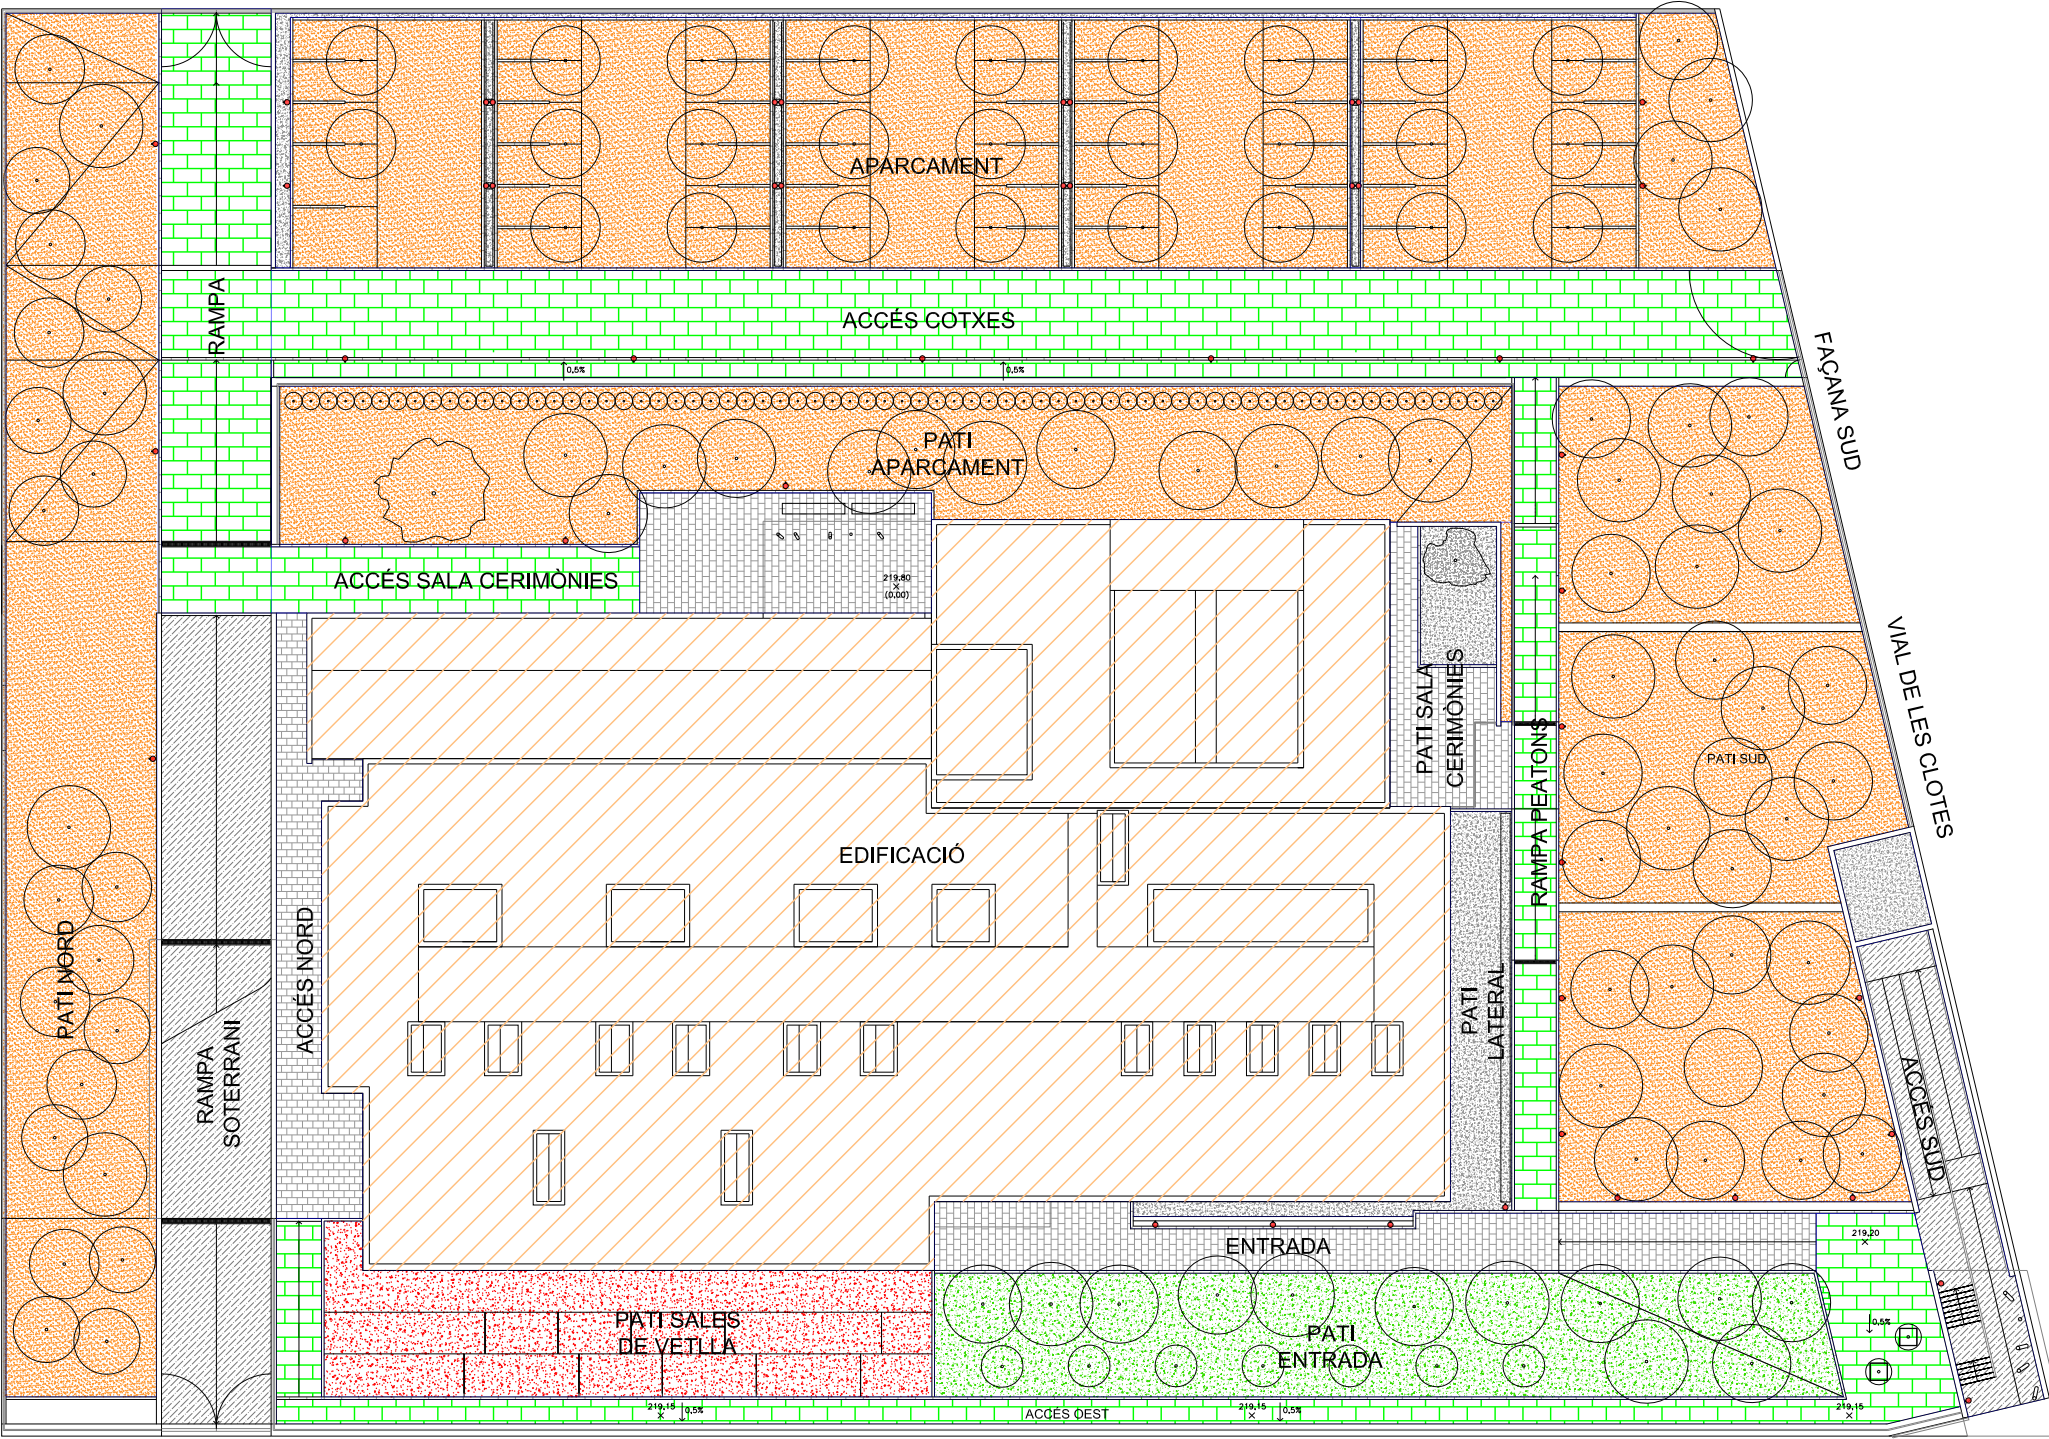 APARCAMENT
RAMPA
ACCÉS COTXES
FAÇANA SUD
0,5%
0,5%
PATI
APARCAMENT
ACCÉS SALA CERIMÒNIES
219.80
(0.00)
VIAL DE LES CLOTES
PATI SALA
CERIMÒNIES
RAMPA PEATONS
PATI SUD
EDIFICACIÓ
PATI NORD
ACCÉS NORD
RAMPA
SOTERRANI
PATI
LATERAL
ACCÉS SUD
ENTRADA
219.20
PATI SALES
DE VETLLA
PATI
ENTRADA
0,5%
219.15
0,5%
219.15
0,5%
219.15
ACCÉS OEST